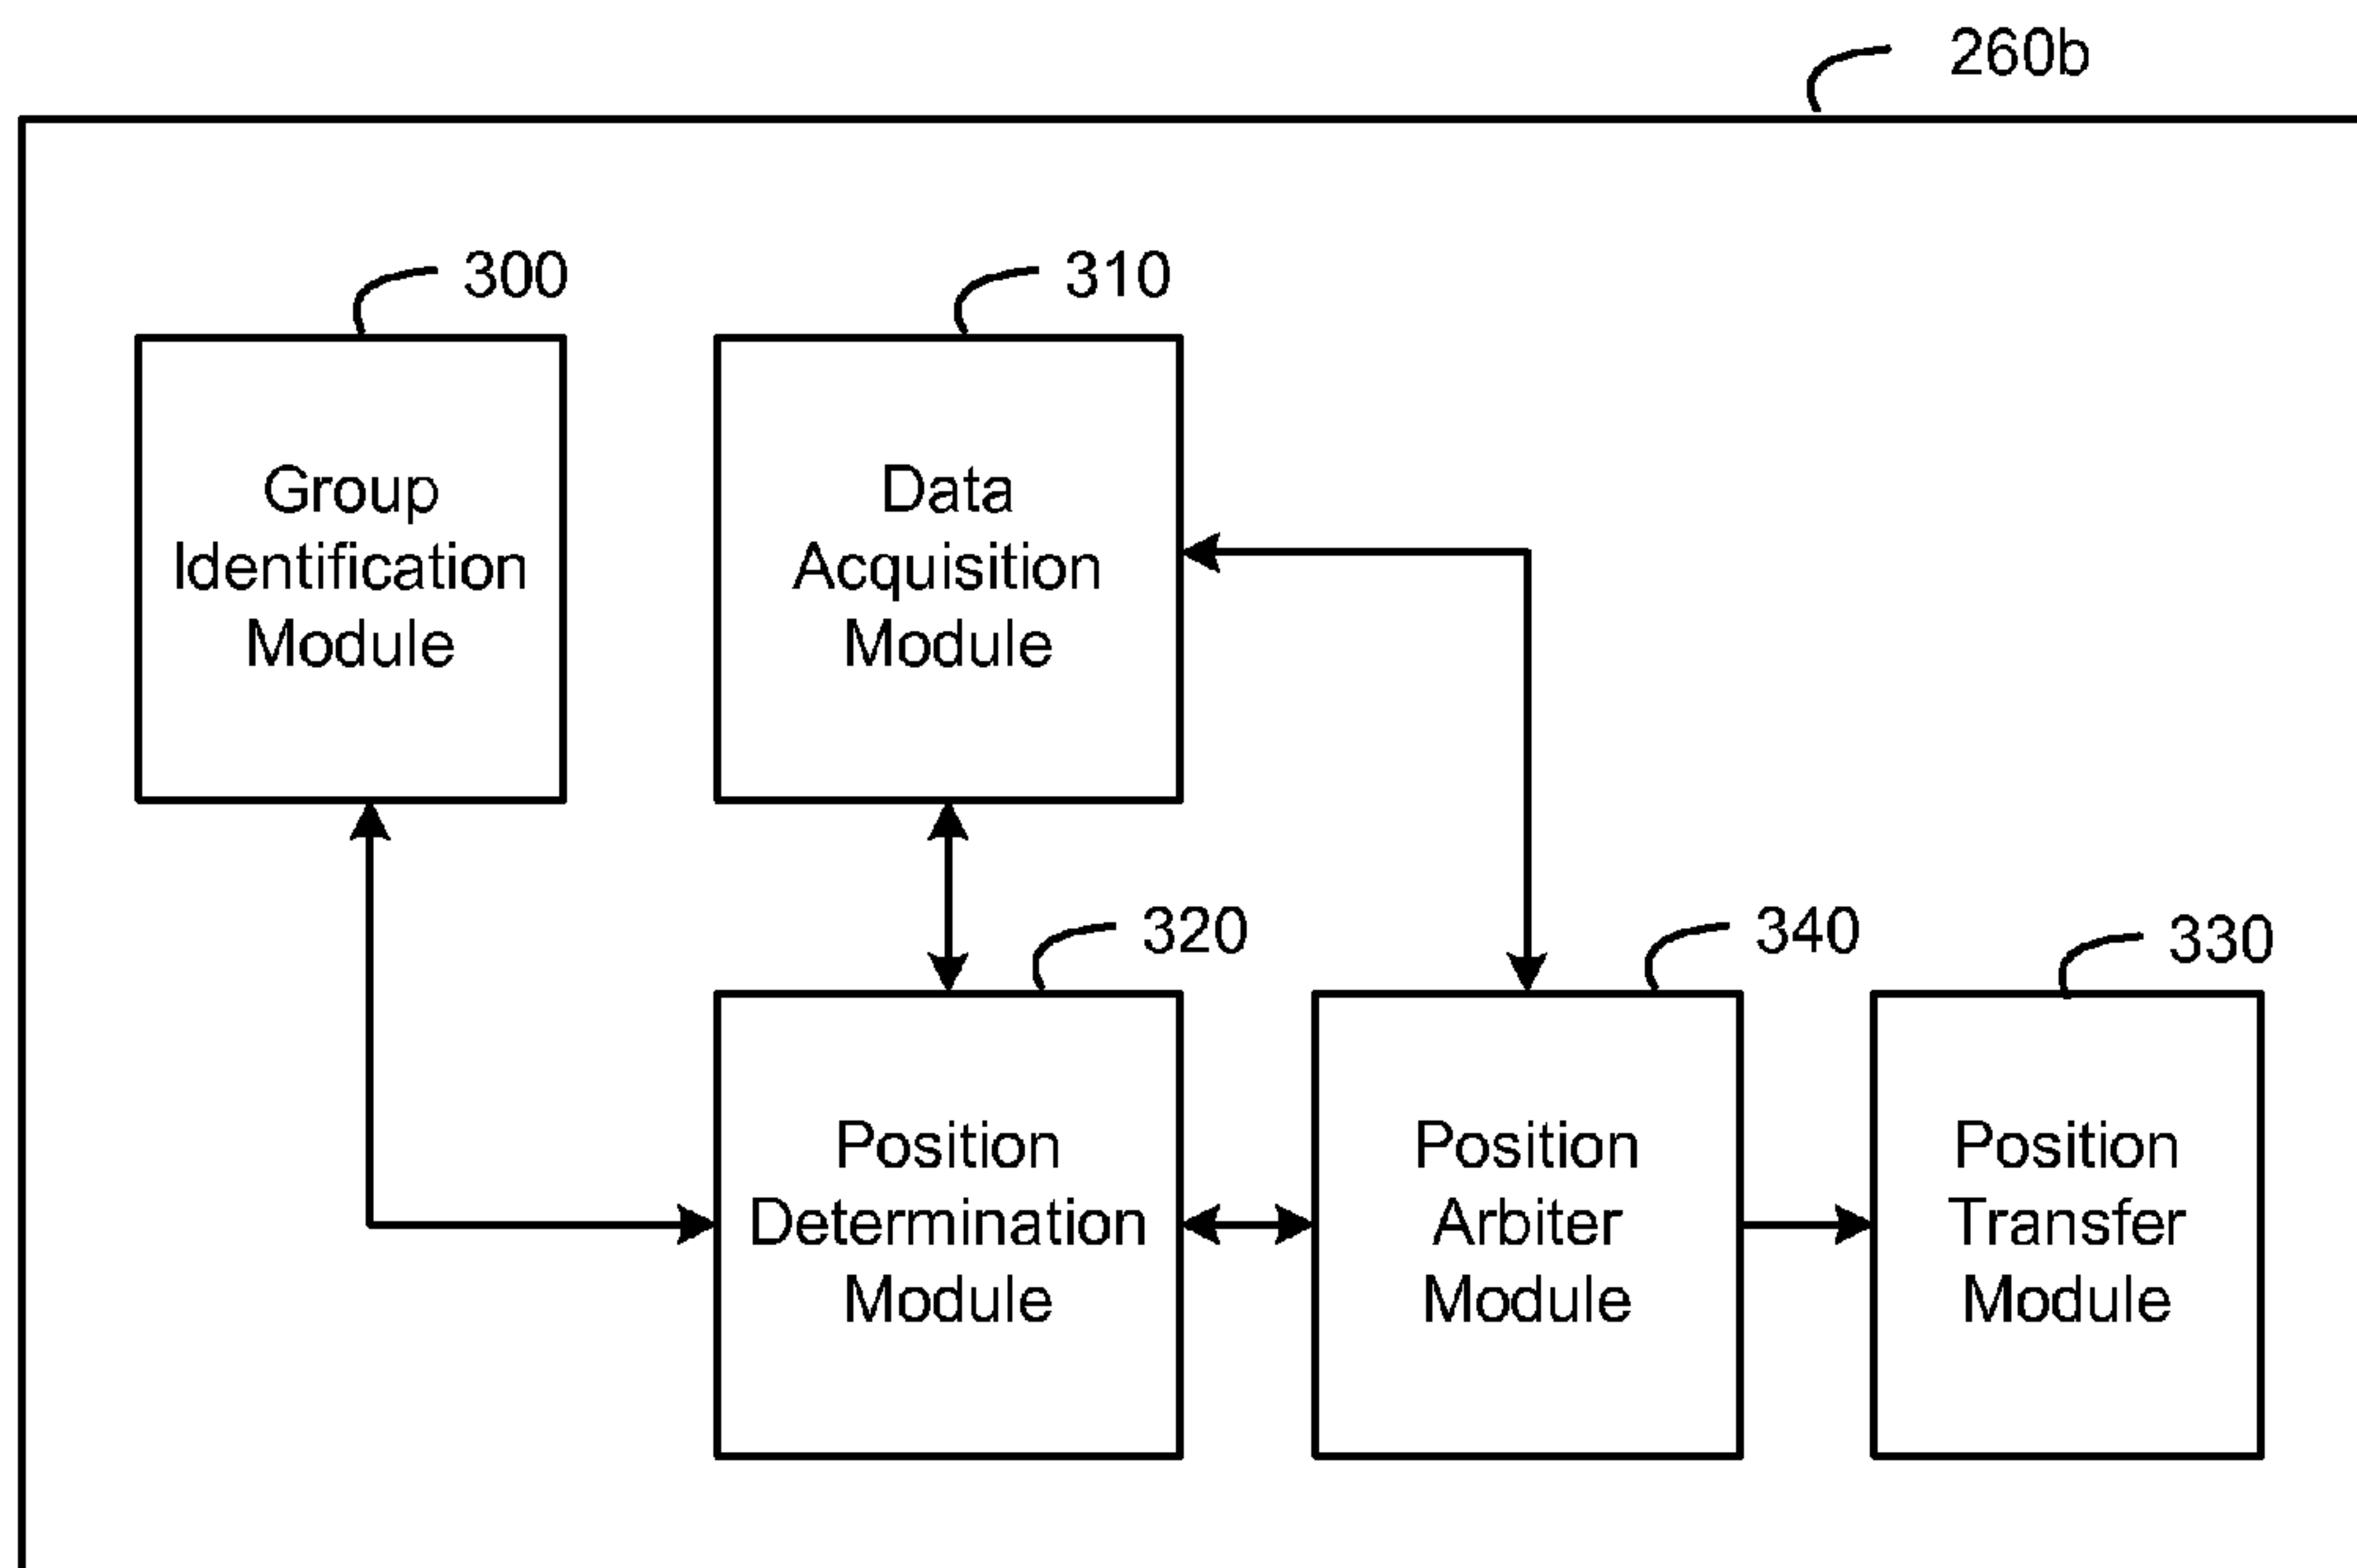 260b
300
310
Group
Identification
Module
Data
Acquisition
Module
320
340
330
Position
Determination
Module
Position
Arbiter
Module
Position
Transfer
Module